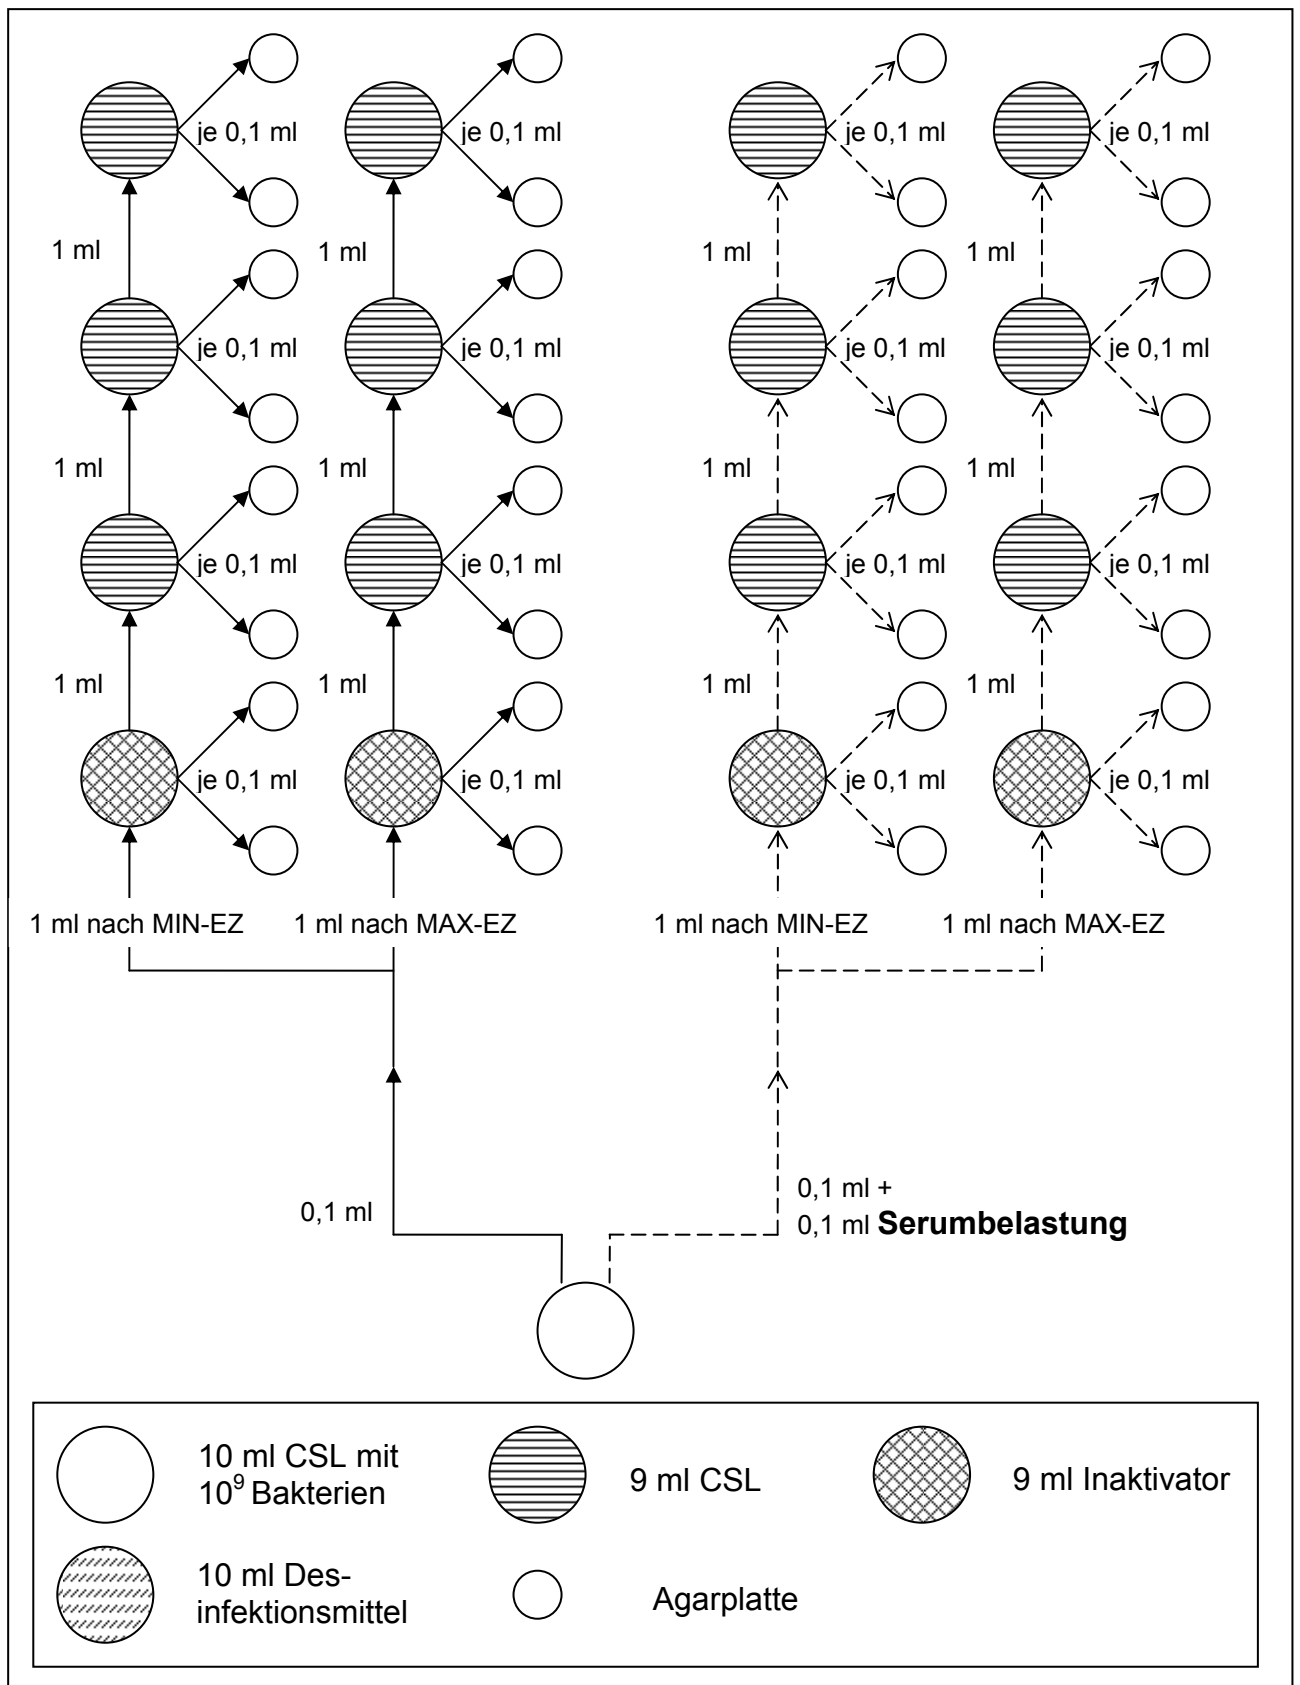 je 0,1 ml je 0,1 ml je 0,1 ml je 0,1 ml
1 ml 1 ml 1 ml 1 ml
je 0,1 ml je 0,1 ml je 0,1 ml je 0,1 ml
1 ml 1 ml 1 ml 1 ml
je 0,1 ml je 0,1 ml je 0,1 ml je 0,1 ml
1 ml 1 ml 1 ml 1 ml
je 0,1 ml je 0,1 ml je 0,1 ml je 0,1 ml
1 ml nach MIN-EZ 1 ml nach MAX-EZ 1 ml nach MIN-EZ 1 ml nach MAX-EZ
0,1 ml
0,1 ml +
0,1 ml Serumbelastung
10 ml CSL mit
10⁹ Bakterien
9 ml CSL
9 ml Inaktivator
10 ml Des-
infektionsmittel
Agarplatte